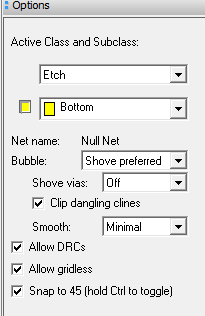 Options
Active Class and Subclass:
Etch
Bottom
Net name: Null Net
Bubble: Shove preferred
Shove vias: Off
Clip dangling clines
Smooth: Minimal
Allow DRCs
Allow gridless
Snap to 45 (hold Ctrl to toggle)